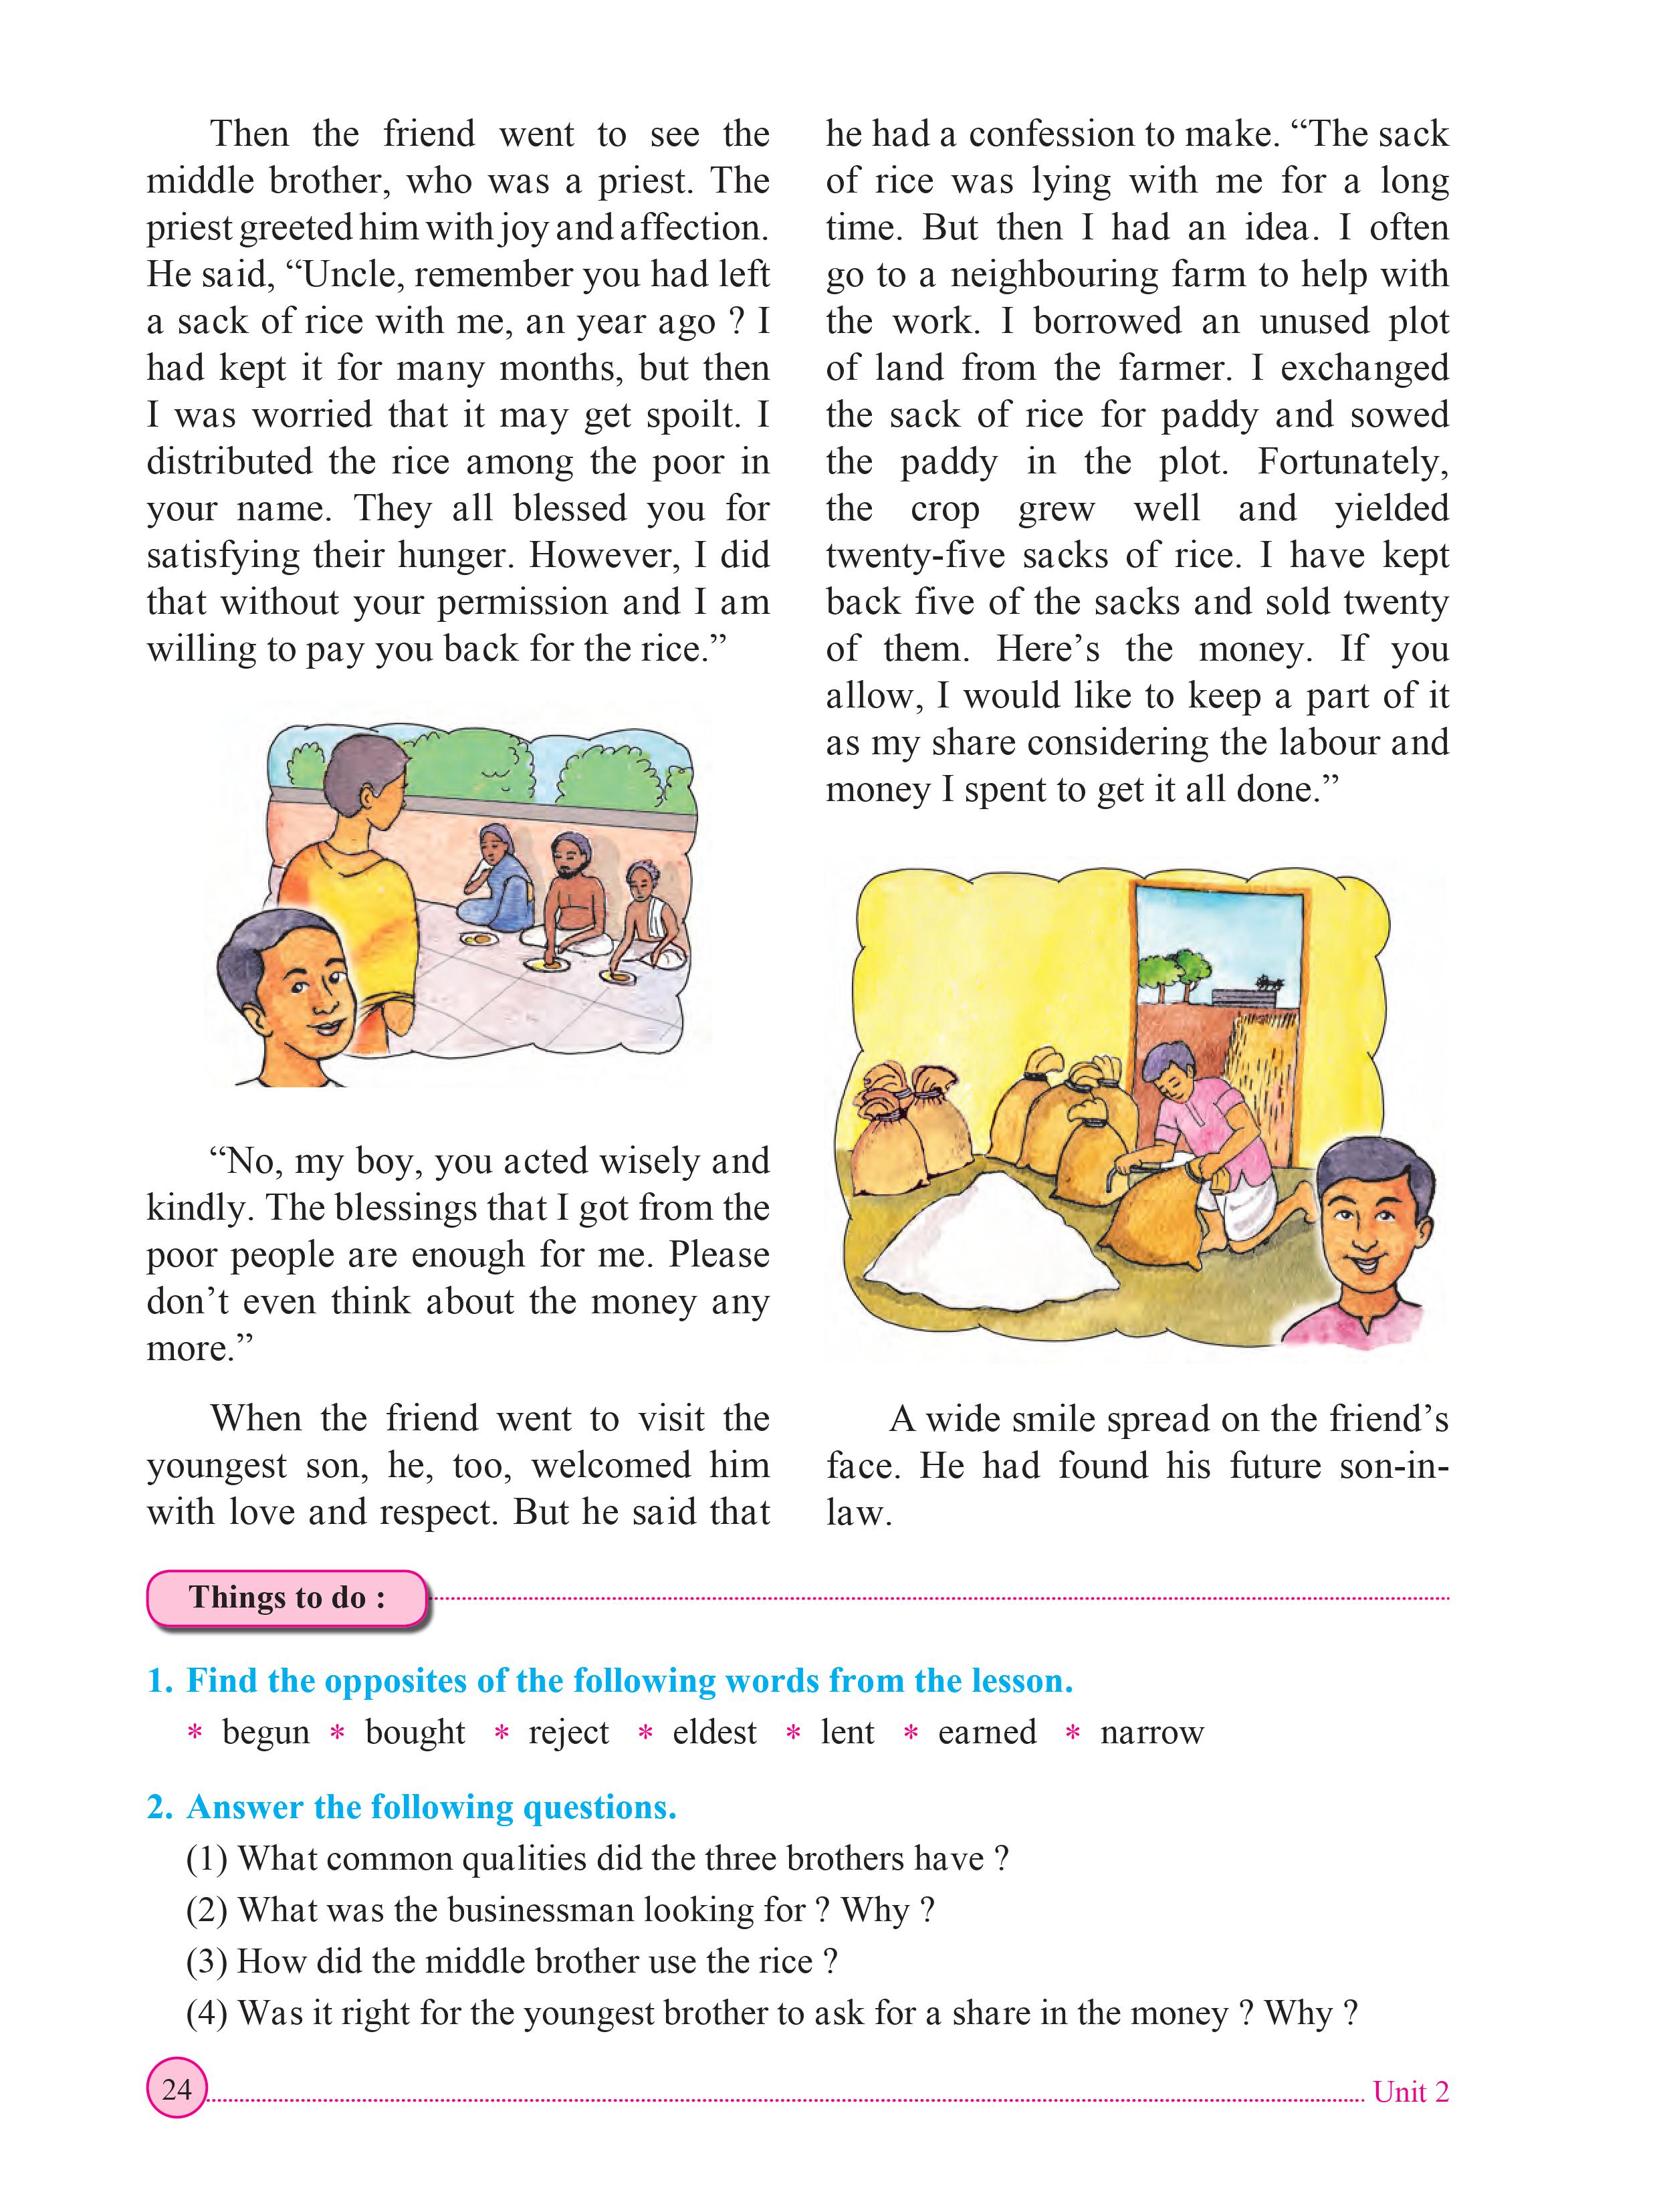 Then the friend went to see the
middle brother, who was a priest. The
priest greeted him with joy and affection.
He said, “Uncle, remember you had left
a sack of rice with me, an year ago ? I
had kept it for many months, but then
I was worried that it may get spoilt. I
distributed the rice among the poor in
your name. They all blessed you for
satisfying their hunger. However, I did
that without your permission and I am
willing to pay you back for the rice.”
“No, my boy, you acted wisely and
kindly. The blessings that I got from the
poor people are enough for me. Please
don’t even think about the money any
more.”
When the friend went to visit the
youngest son, he, too, welcomed him
with love and respect. But he said that
he had a confession to make. “The sack
of rice was lying with me for a long
time. But then I had an idea. I often
go to a neighbouring farm to help with
the work. I borrowed an unused plot
of land from the farmer. I exchanged
the sack of rice for paddy and sowed
the paddy in the plot. Fortunately,
the crop grew well and yielded
twenty-five sacks of rice. I have kept
back five of the sacks and sold twenty
of them. Here’s the money. If you
allow, I would like to keep a part of it
as my share considering the labour and
money I spent to get it all done.”
A wide smile spread on the friend’s
face. He had found his future son-in-
law.
Things to do :
1. Find the opposites of the following words from the lesson.
* begun * bought * reject * eldest * lent * earned * narrow
2. Answer the following questions.
(1) What common qualities did the three brothers have ?
(2) What was the businessman looking for ? Why ?
(3) How did the middle brother use the rice ?
(4) Was it right for the youngest brother to ask for a share in the money ? Why ?
24
Unit 2